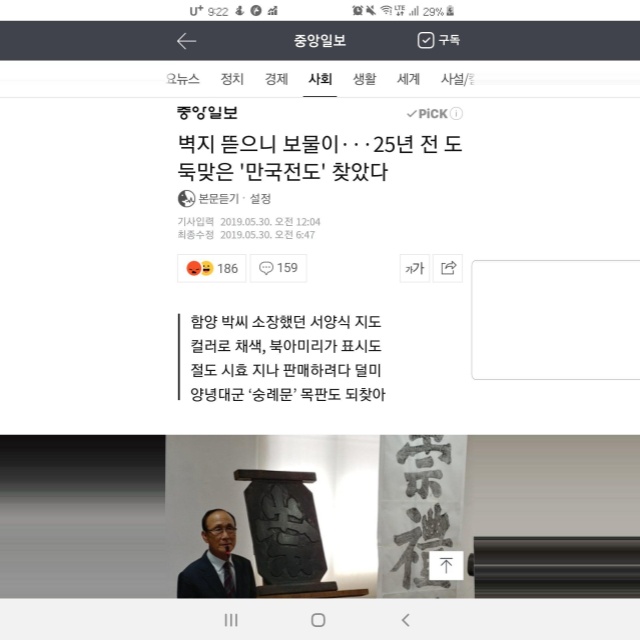 U+ 9:22 LTE 29%
중앙일보 구독
요뉴스 정치 경제 사회 생활 세계 사설/
중앙일보 PiCK
벽지 뜯으니 보물이···25년 전 도
둑맞은 '만국전도' 찾았다
본문듣기 · 설정
기사입력 2019.05.30. 오전 12:04
최종수정 2019.05.30. 오전 6:47
186 159 가가
함양 박씨 소장했던 서양식 지도
컬러로 채색, 북아미리가 표시도
절도 시효 지나 판매하려다 덜미
양녕대군 ‘숭례문’ 목판도 되찾아
崇
禮